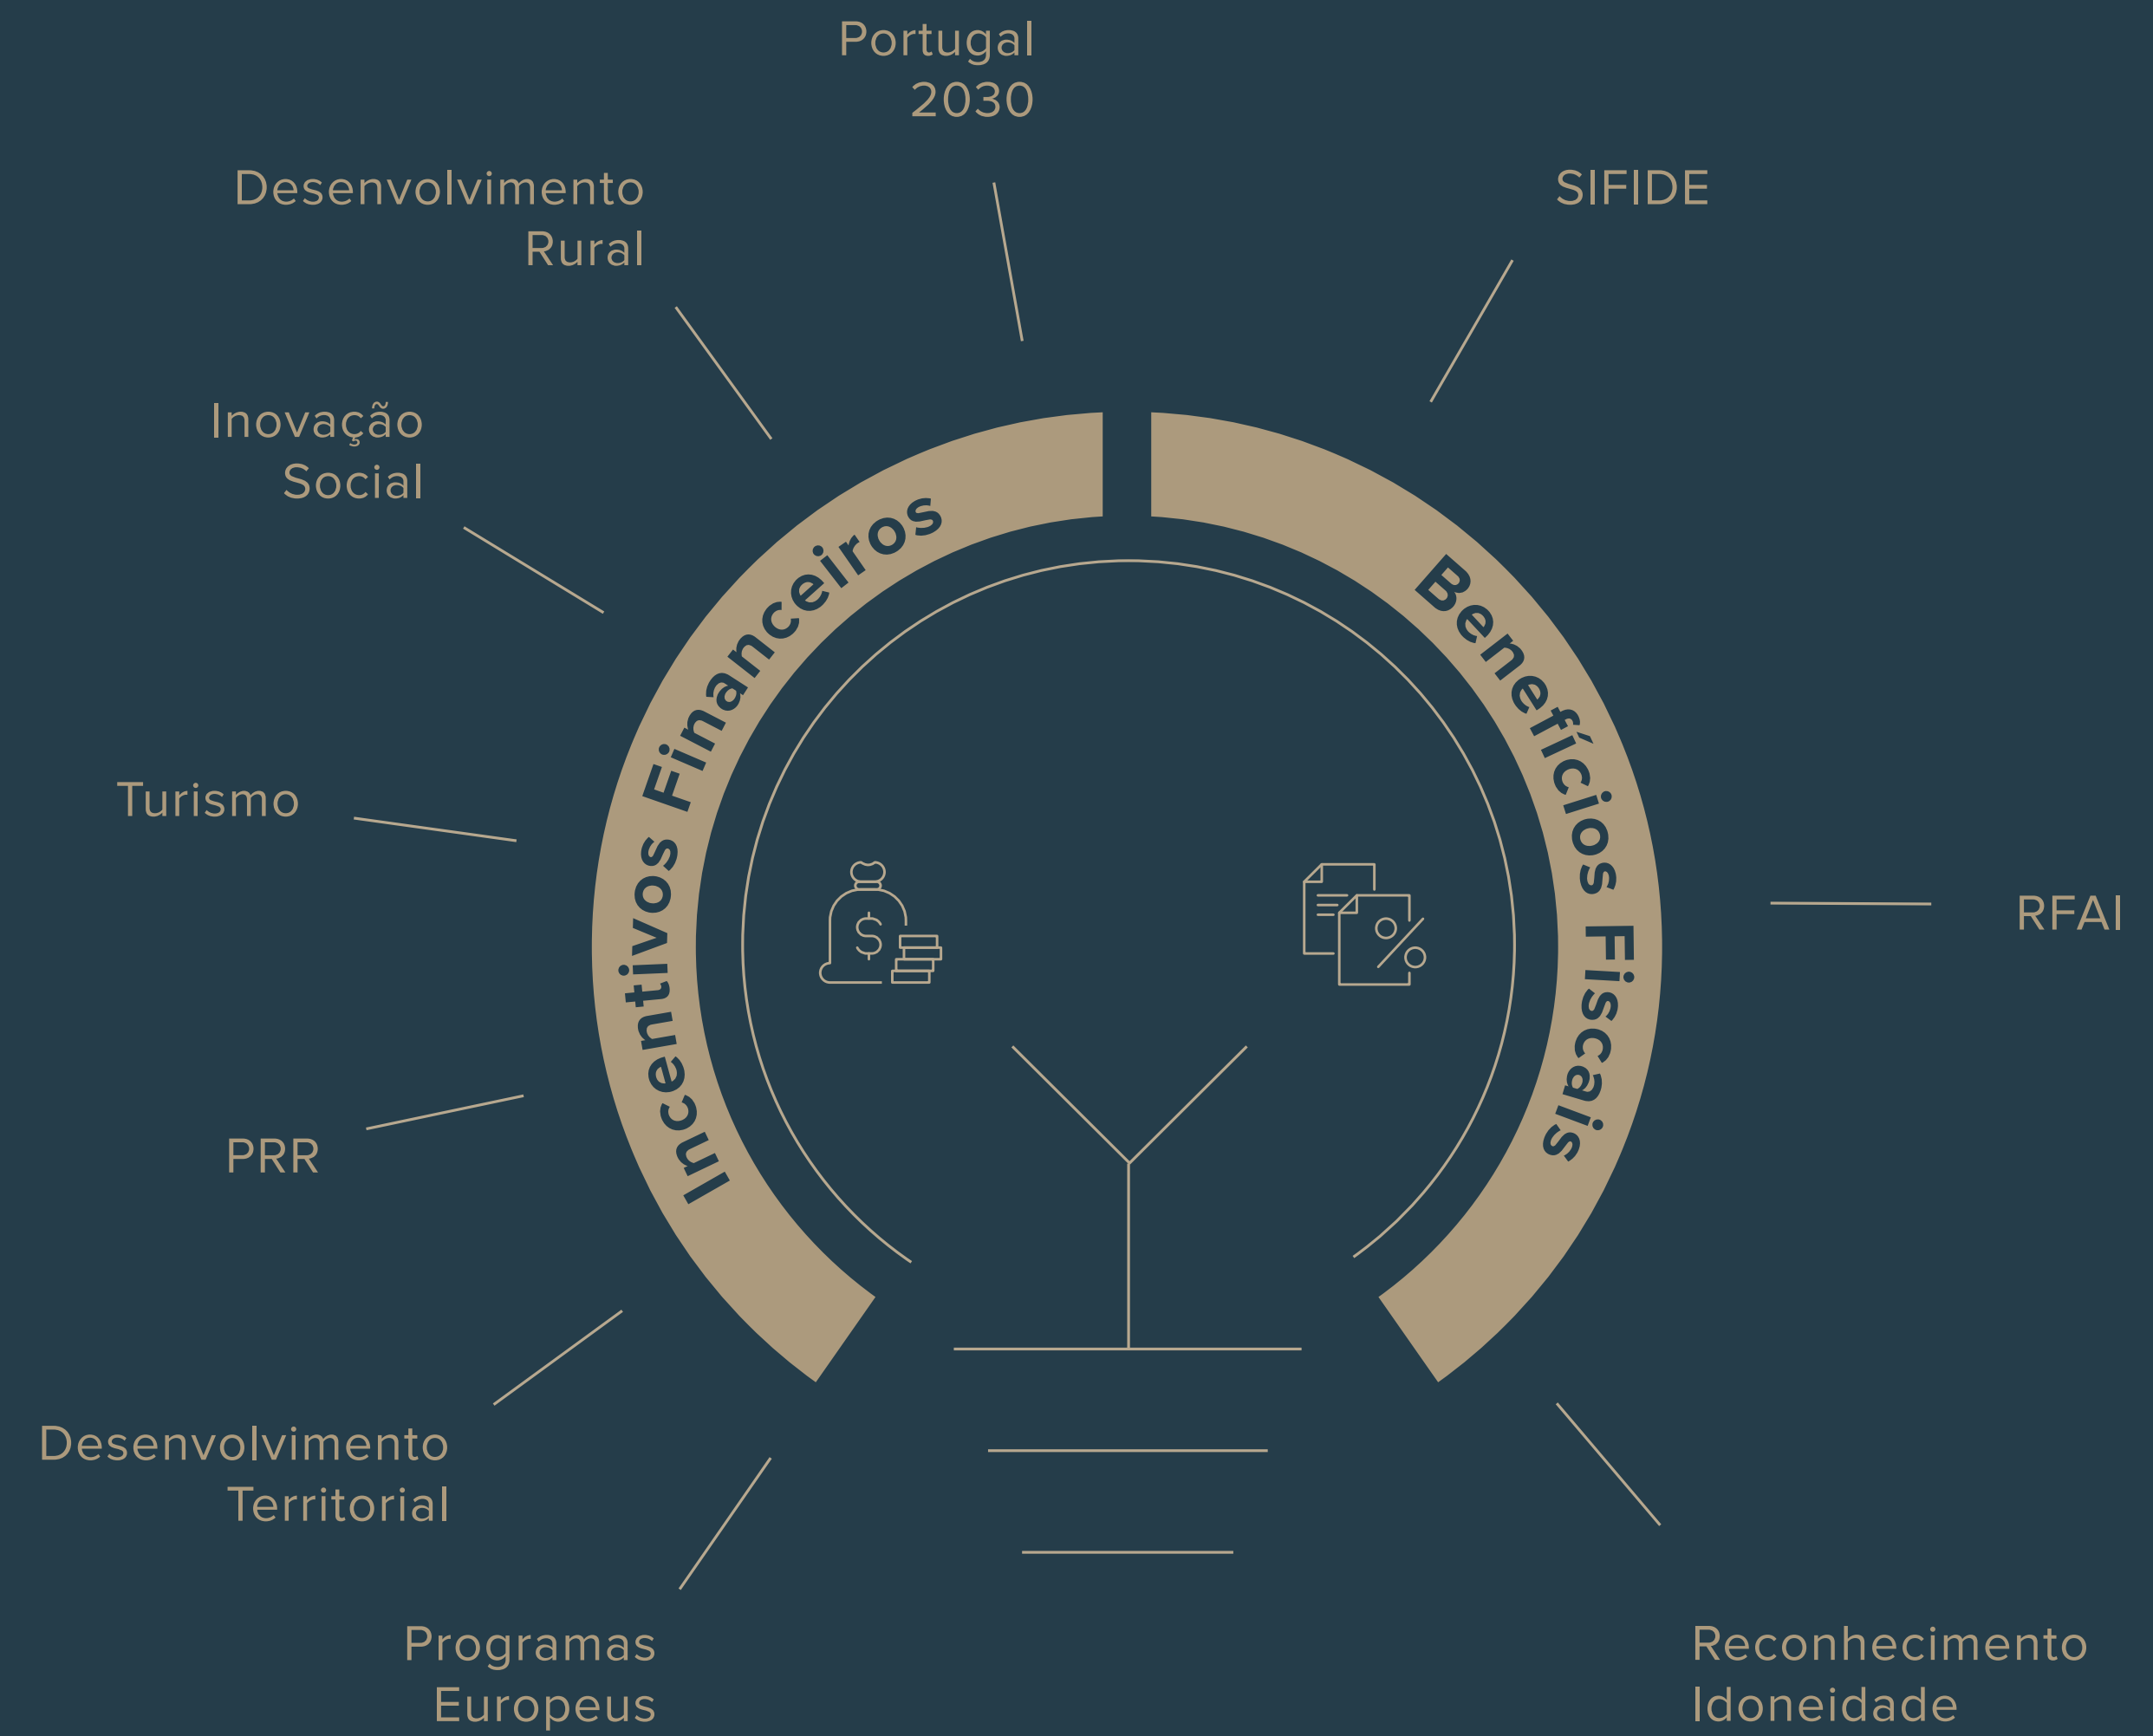 Portugal
2030
Desenvolvimento
Rural
Inovação
Social
Turismo
PRR
Desenvolvimento
Territorial
Programas
Europeus
Incentivos Financeiros
Benefícios Fiscais
SIFIDE
RFAI
Reconhecimento
Idoneidade